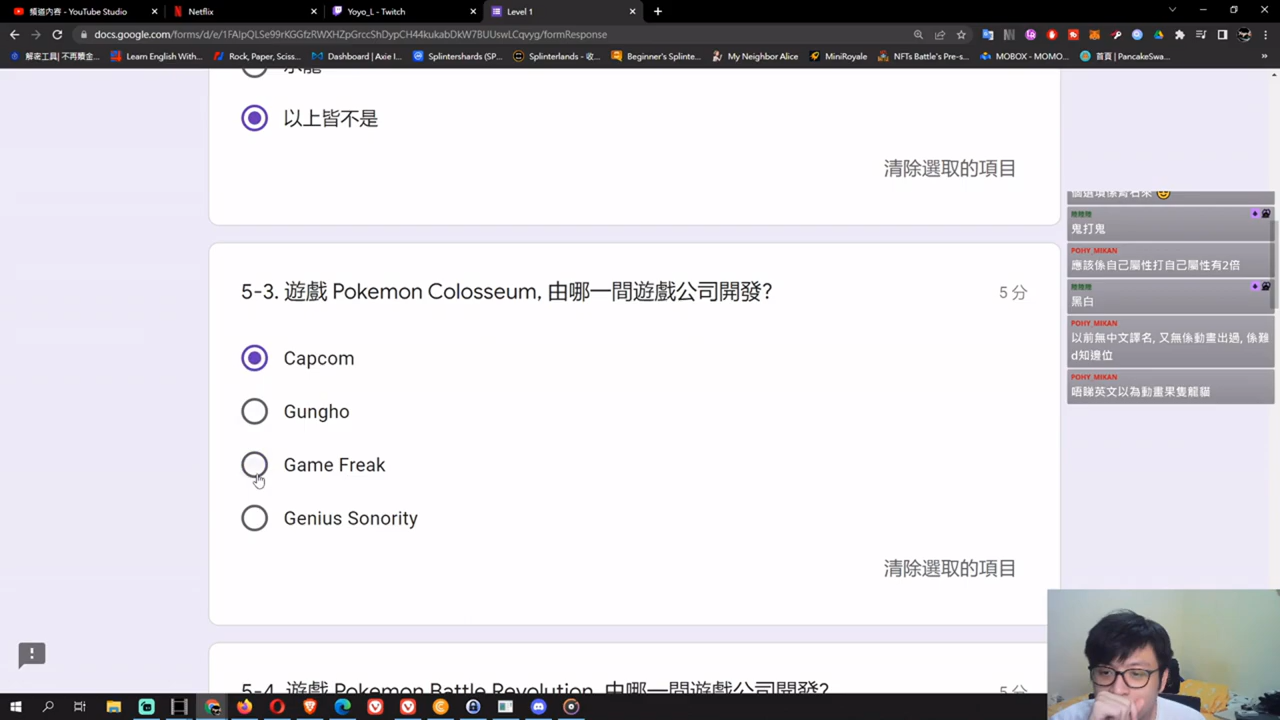 頻道內容 - YouTube Studio
Netflix
Yoyo_L - Twitch
Level 1
docs.google.com/forms/d/e/1FAIpQLSe99rKGGfzRWXHZpGrccShDypCH44kukabDkW7BUUswLCqvyg/formResponse
Learn English With...
Rock, Paper, Sciss...
Dashboard | Axie I...
Splintershards (SP...
Splinterlands - 收...
Beginner's Splinte...
My Neighbor Alice
MiniRoyale
NFTs Battle's Pre-s...
MOBOX - MOMO...
首頁 | PancakeSwa...
以上皆不是
清除選取的項目
5-3. 遊戲 Pokemon Colosseum, 由哪一間遊戲公司開發?
5 分
Capcom
Gungho
Game Freak
Genius Sonority
清除選取的項目
5-4. 遊戲 Pokemon Battle Revolution, 由哪一間遊戲公司開發?
5 分
鬼打鬼
POHY_MIKAN
應該係自己屬性打自己屬性有2倍
黑白
POHY_MIKAN
以前無中文譯名, 又無係動畫出過, 係難
d知邊位
POHY_MIKAN
唔睇英文以為動畫果隻龍貓